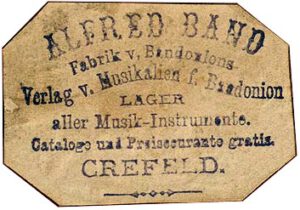 ALFRED BAND
Fabrik v. Bandonions
Verlag v. Musikalien f. Bandonion
LAGER
aller Musik-Instrumente.
Cataloge und Preiscourante gratis.
CREFELD.